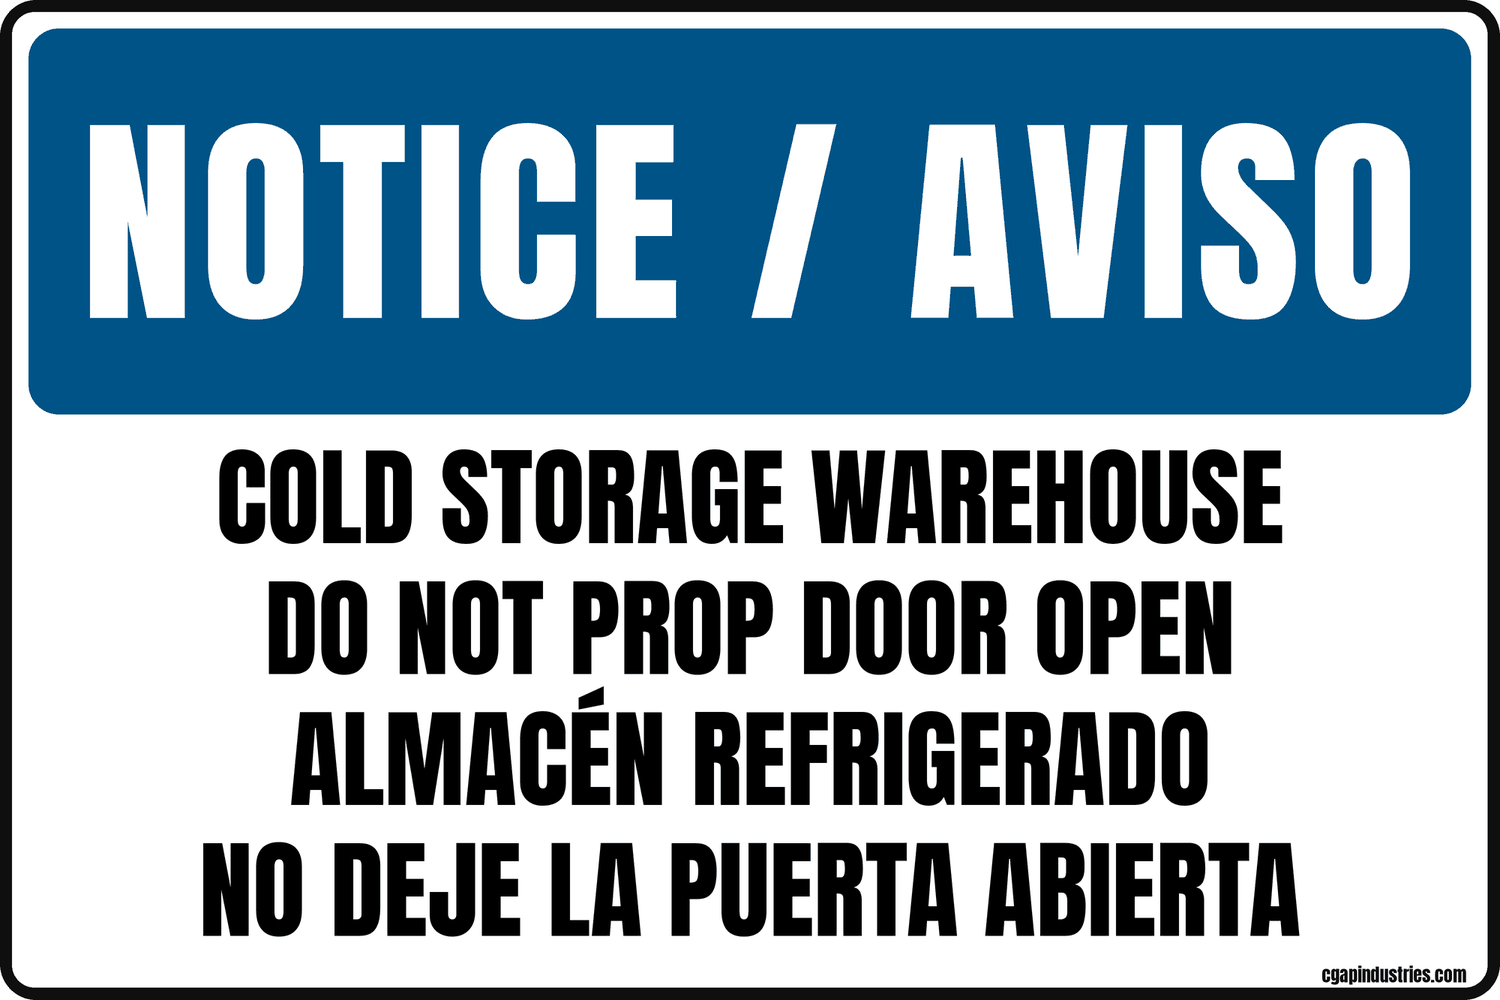 NOTICE / AVISO
COLD STORAGE WAREHOUSE
DO NOT PROP DOOR OPEN
ALMACÉN REFRIGERADO
NO DEJE LA PUERTA ABIERTA
cgapindustries.com